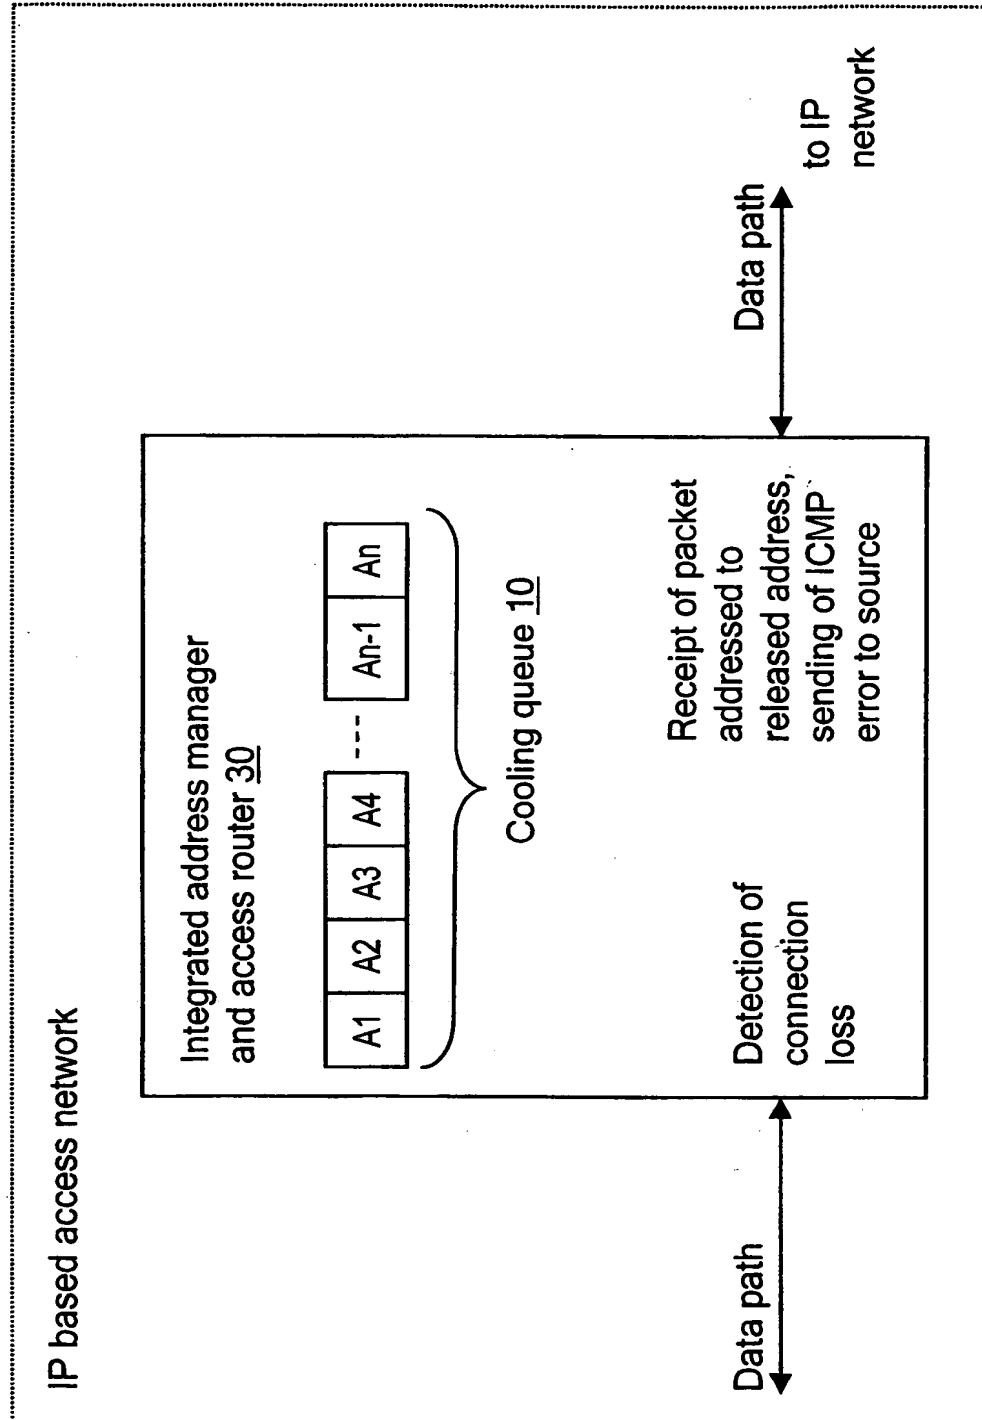 IP based access network
Integrated address manager
and access router 30
A1 A2 A3 A4 --- An-1 An
Cooling queue 10
Detection of
connection
loss
Receipt of packet
addressed to
released address,
sending of ICMP
error to source
Data path
Data path
to IP
network